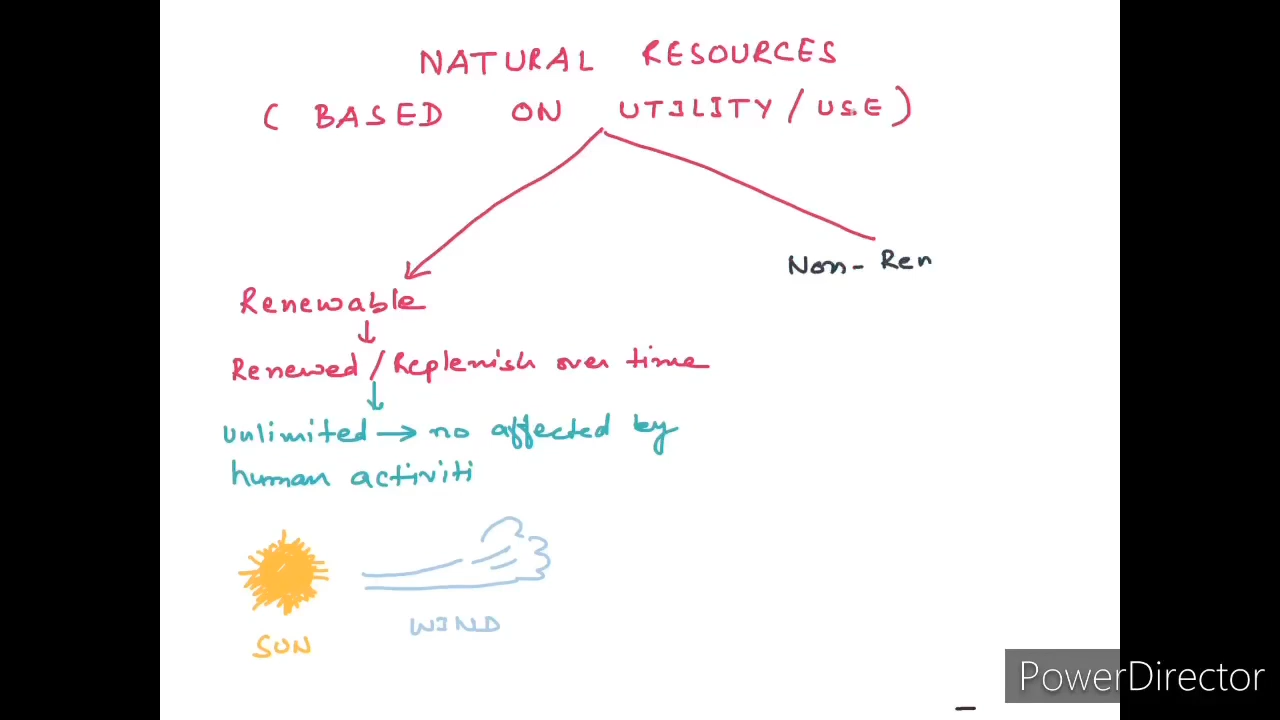 NATURAL RESOURCES
( BASED ON UTILITY / USE )
Non-Ren
Renewable
Renewed / Replenish over time
unlimited → no affected by
human activiti
SUN
WIND
PowerDirector